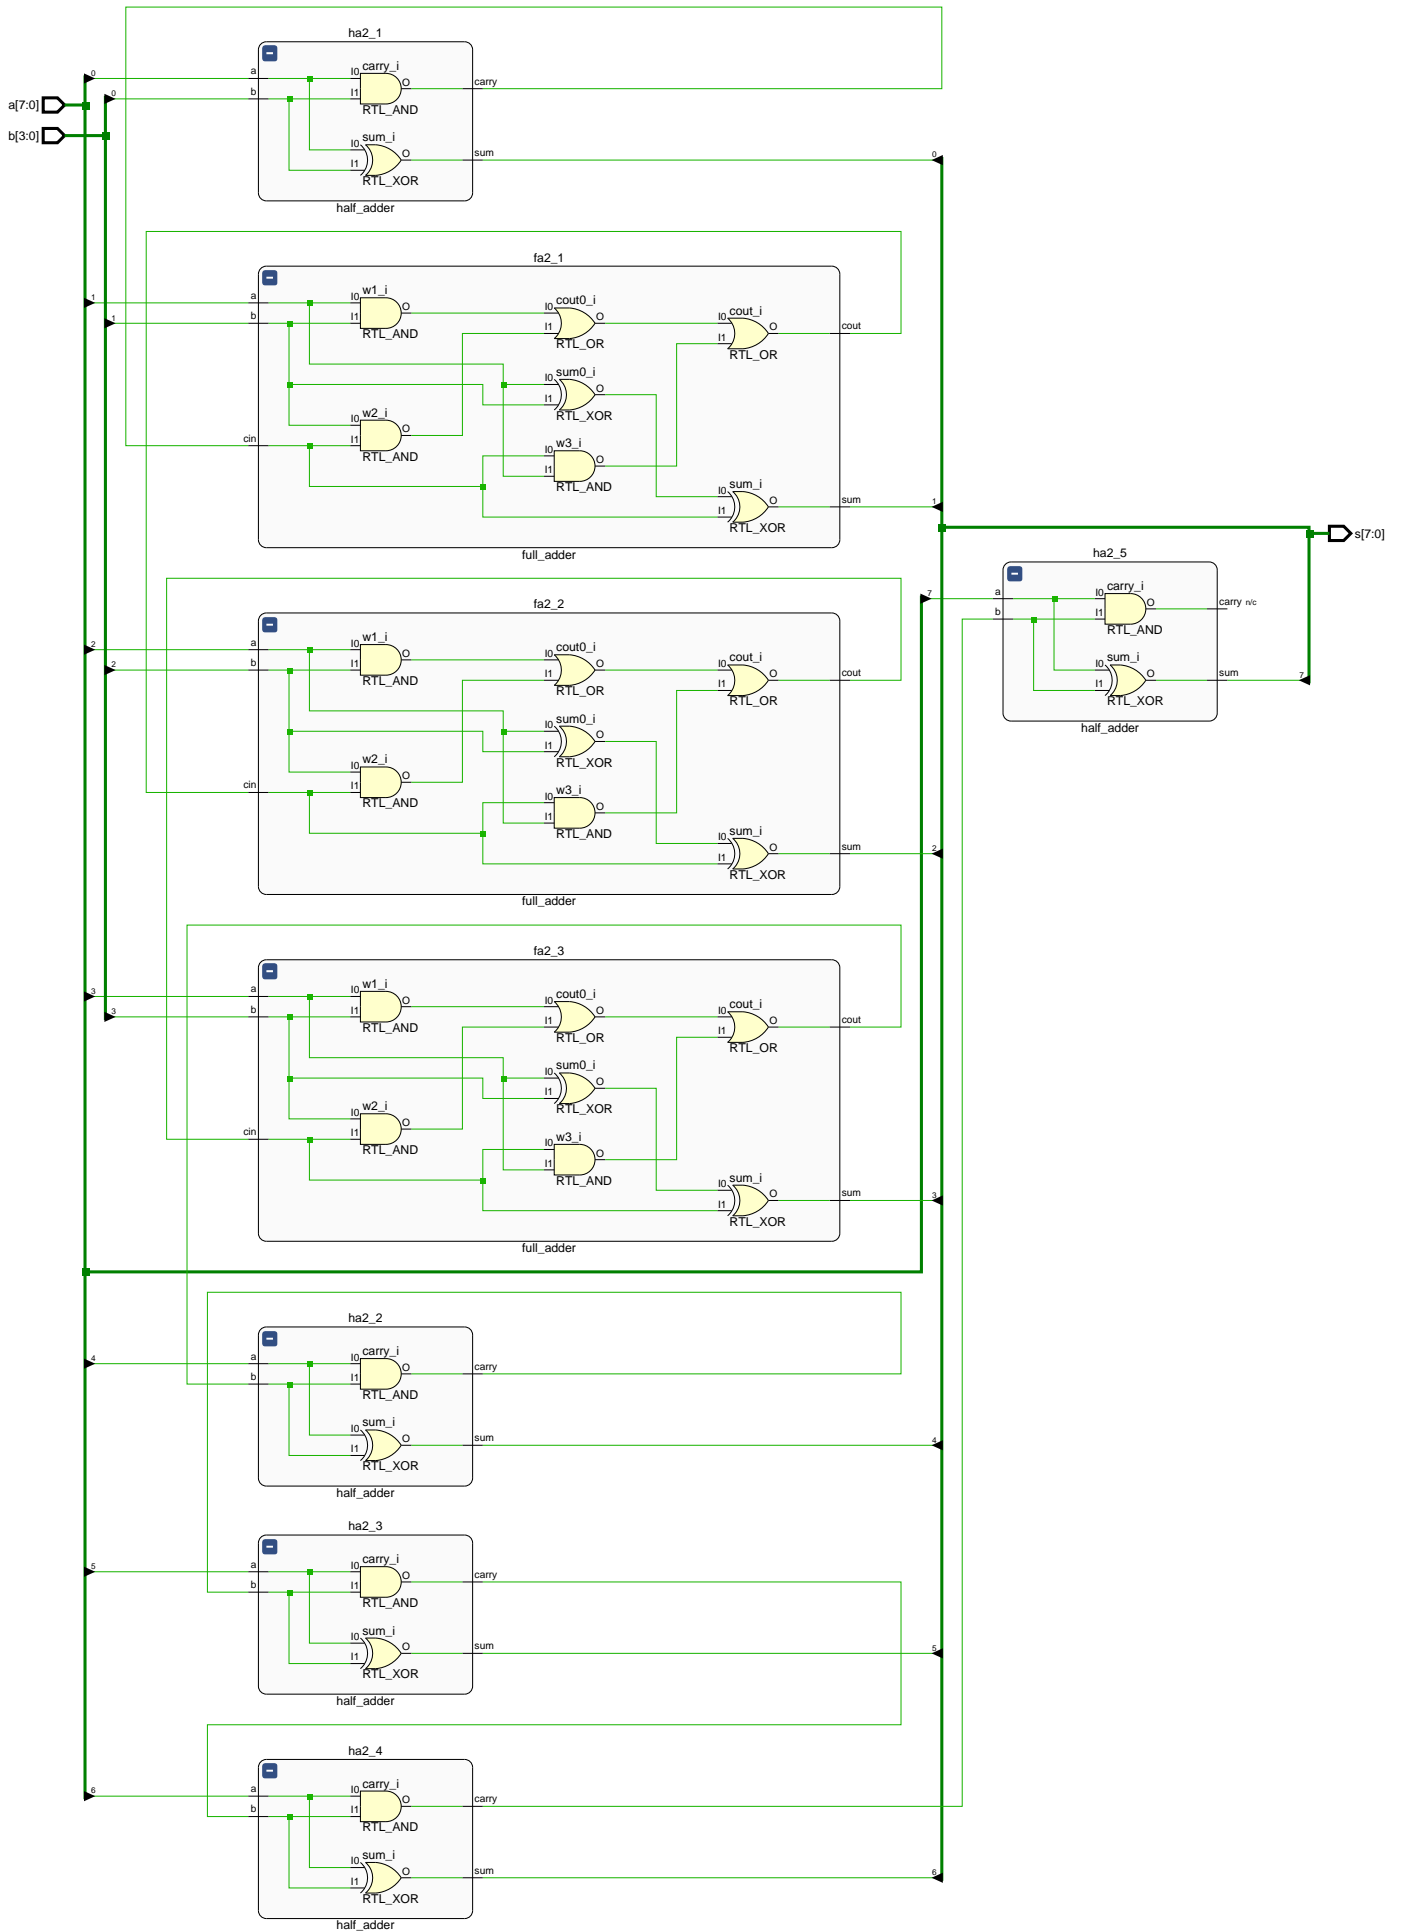 ha2_1
0
a
I0
carry_i
O
carry
a[7:0]
b
I1
0
RTL_AND
b[3:0]
sum_i
I0
O
sum
0
I1
RTL_XOR
half_adder
fa2_1
1
a
I0
w1_i
O
I0
cout0_i
O
I0
cout_i
O
cout
1
b
I1
RTL_AND
I1
RTL_OR
I1
RTL_OR
sum0_i
I0
O
I1
RTL_XOR
w2_i
I0
O
cin
I1
RTL_AND
w3_i
I0
O
I1
RTL_AND
sum_i
I0
O
sum
1
I1
RTL_XOR
full_adder
s[7:0]
ha2_5
7
a
I0
carry_i
O
carry n/c
b
I1
RTL_AND
sum_i
I0
O
sum
7
I1
RTL_XOR
half_adder
fa2_2
2
a
I0
w1_i
O
I0
cout0_i
O
I0
cout_i
O
cout
2
b
I1
RTL_AND
I1
RTL_OR
I1
RTL_OR
sum0_i
I0
O
I1
RTL_XOR
w2_i
I0
O
cin
I1
RTL_AND
w3_i
I0
O
I1
RTL_AND
sum_i
I0
O
sum
2
I1
RTL_XOR
full_adder
fa2_3
3
a
I0
w1_i
O
I0
cout0_i
O
I0
cout_i
O
cout
3
b
I1
RTL_AND
I1
RTL_OR
I1
RTL_OR
sum0_i
I0
O
I1
RTL_XOR
w2_i
I0
O
cin
I1
RTL_AND
w3_i
I0
O
I1
RTL_AND
sum_i
I0
O
sum
3
I1
RTL_XOR
full_adder
ha2_2
4
a
I0
carry_i
O
carry
b
I1
RTL_AND
sum_i
I0
O
sum
4
I1
RTL_XOR
half_adder
ha2_3
5
a
I0
carry_i
O
carry
b
I1
RTL_AND
sum_i
I0
O
sum
5
I1
RTL_XOR
half_adder
ha2_4
6
a
I0
carry_i
O
carry
b
I1
RTL_AND
sum_i
I0
O
sum
6
I1
RTL_XOR
half_adder